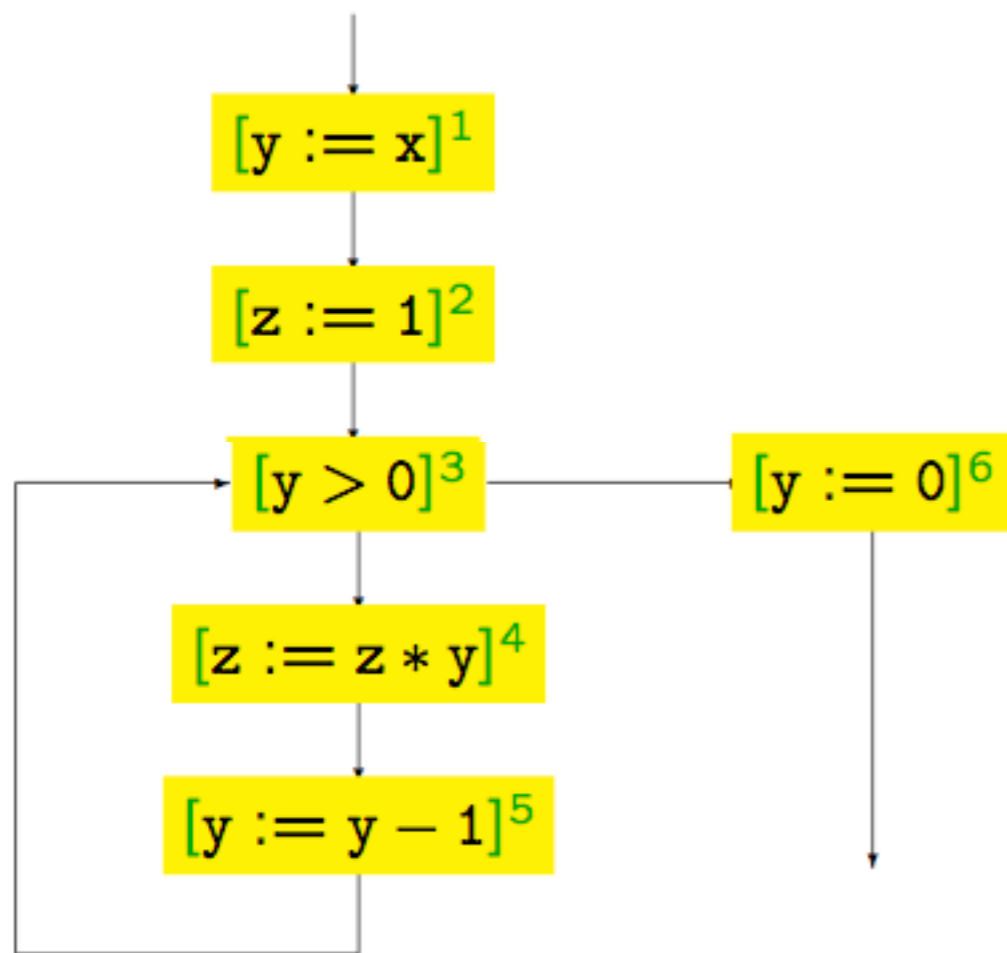 [y := x]¹
[z := 1]²
[y > 0]³
[y := 0]⁶
[z := z * y]⁴
[y := y − 1]⁵